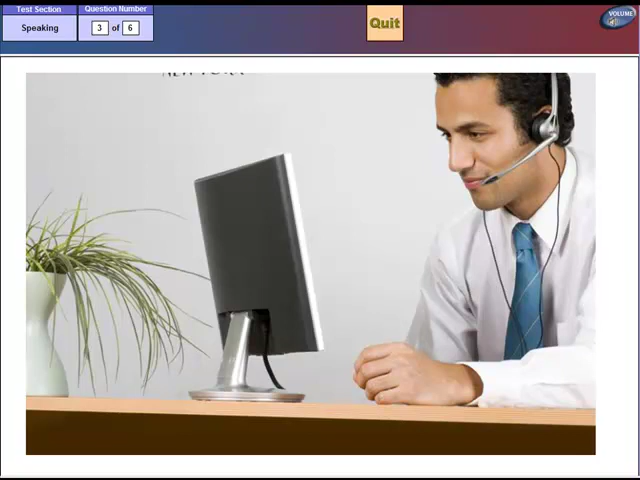 Test Section
Speaking
Question Number
3 of 6
Quit
VOLUME